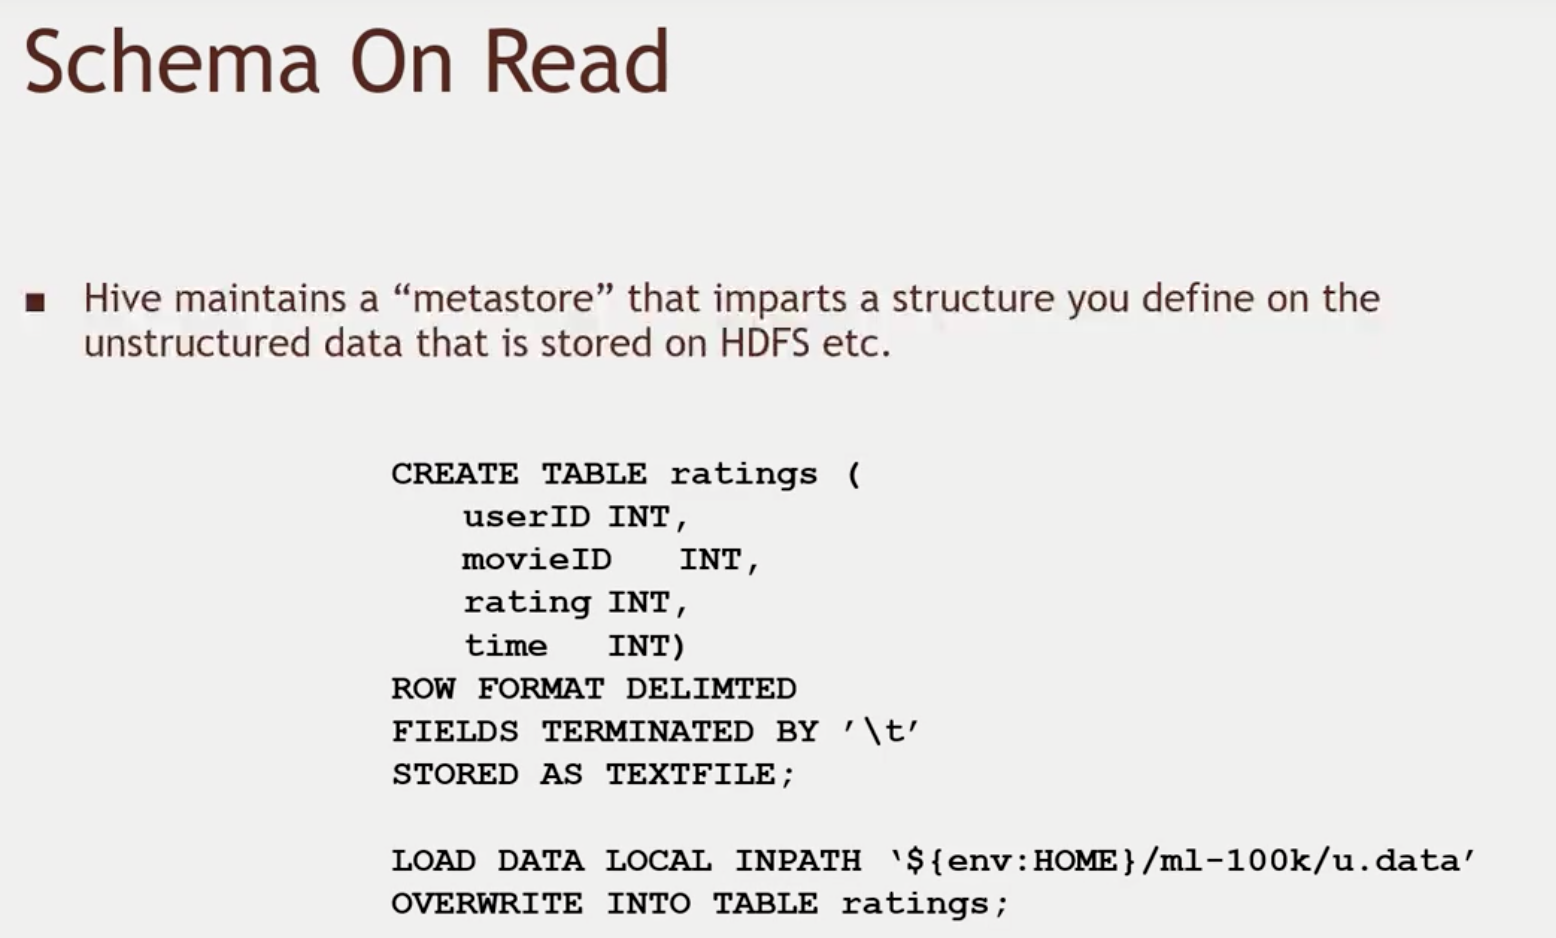 Schema On Read
■ Hive maintains a “metastore” that imparts a structure you define on the
unstructured data that is stored on HDFS etc.
CREATE TABLE ratings (
userID INT,
movieID INT,
rating INT,
time INT)
ROW FORMAT DELIMTED
FIELDS TERMINATED BY ’\t’
STORED AS TEXTFILE;
LOAD DATA LOCAL INPATH ‘${env:HOME}/ml-100k/u.data’
OVERWRITE INTO TABLE ratings;